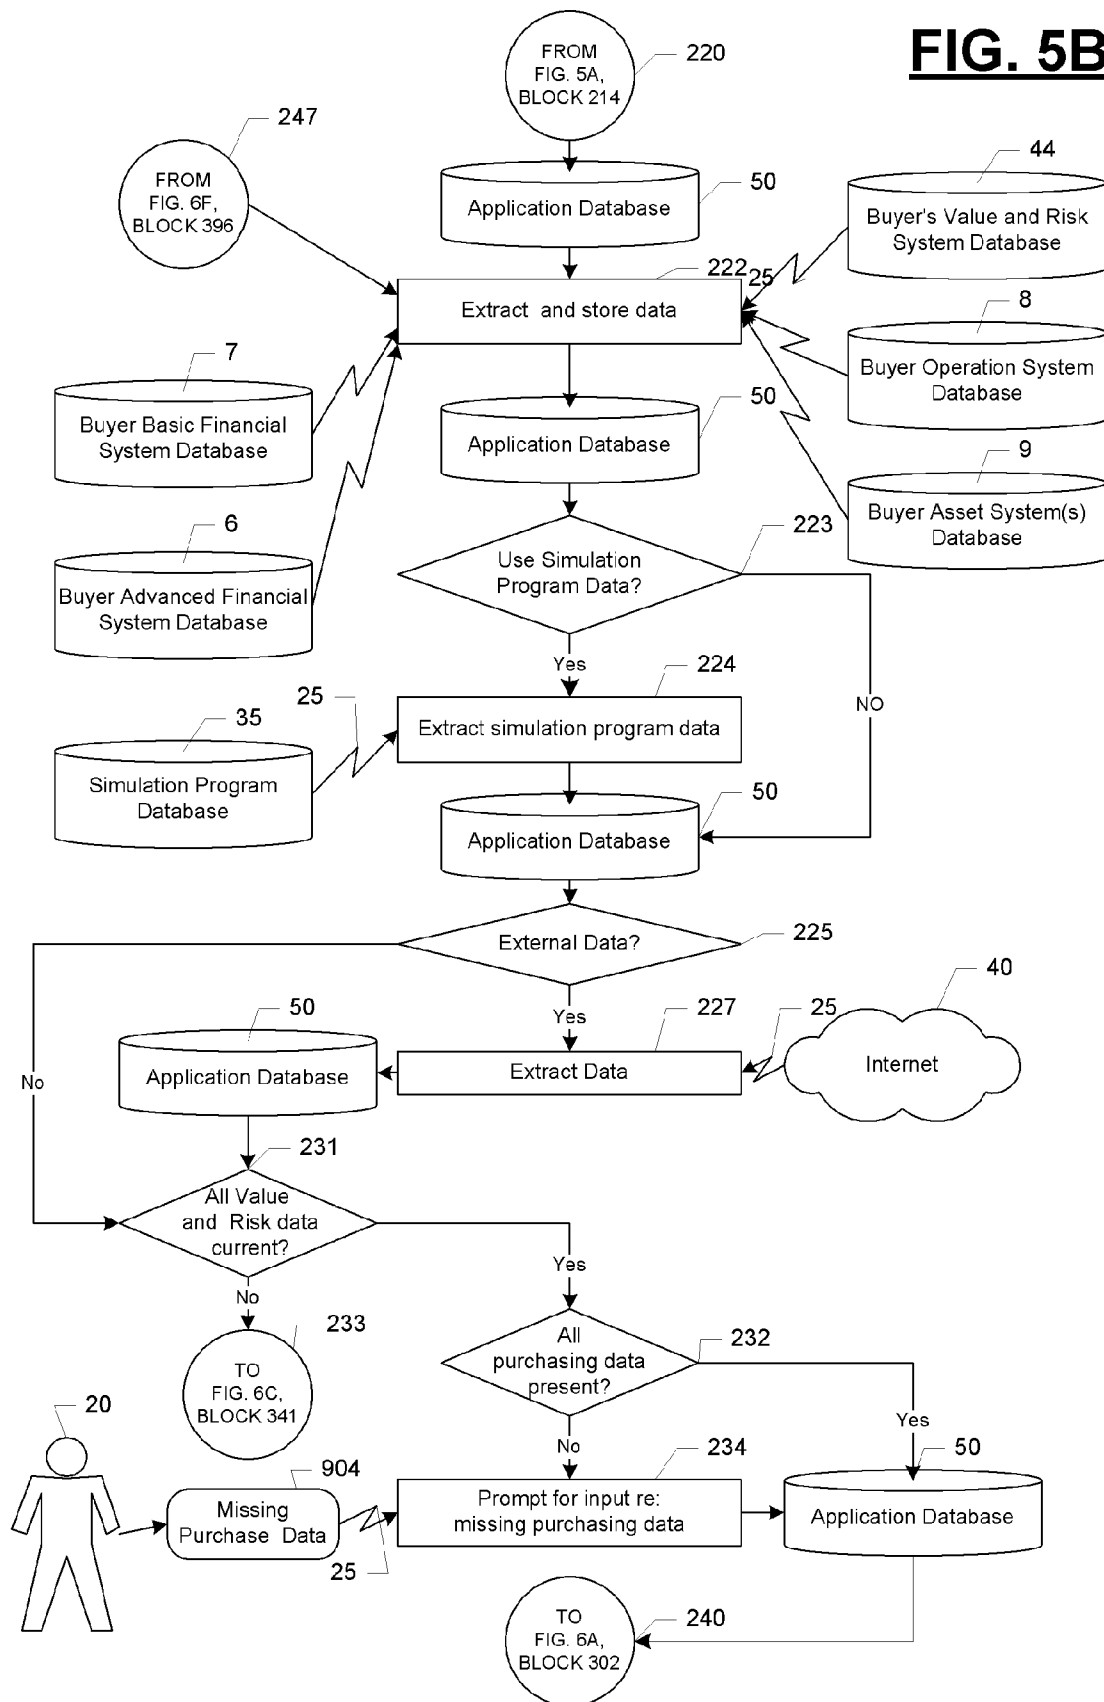 FIG. 5B
FROM
FIG. 5A,
BLOCK 214
220
247
FROM
FIG. 6F,
BLOCK 396
50
Application Database
44
Buyer's Value and Risk
System Database
222
25
Extract and store data
8
Buyer Operation System
Database
7
Buyer Basic Financial
System Database
50
Application Database
9
Buyer Asset System(s)
Database
6
Buyer Advanced Financial
System Database
223
Use Simulation
Program Data?
Yes
NO
224
25
Extract simulation program data
35
Simulation Program
Database
50
Application Database
External Data?
225
40
50
Yes
227
25
Internet
No
Application Database
Extract Data
231
All Value
and Risk data
current?
Yes
No
233
TO
FIG. 6C,
BLOCK 341
232
All
purchasing data
present?
Yes
20
No
234
50
904
Missing
Purchase Data
25
Prompt for input re:
missing purchasing data
Application Database
TO
FIG. 6A,
BLOCK 302
240